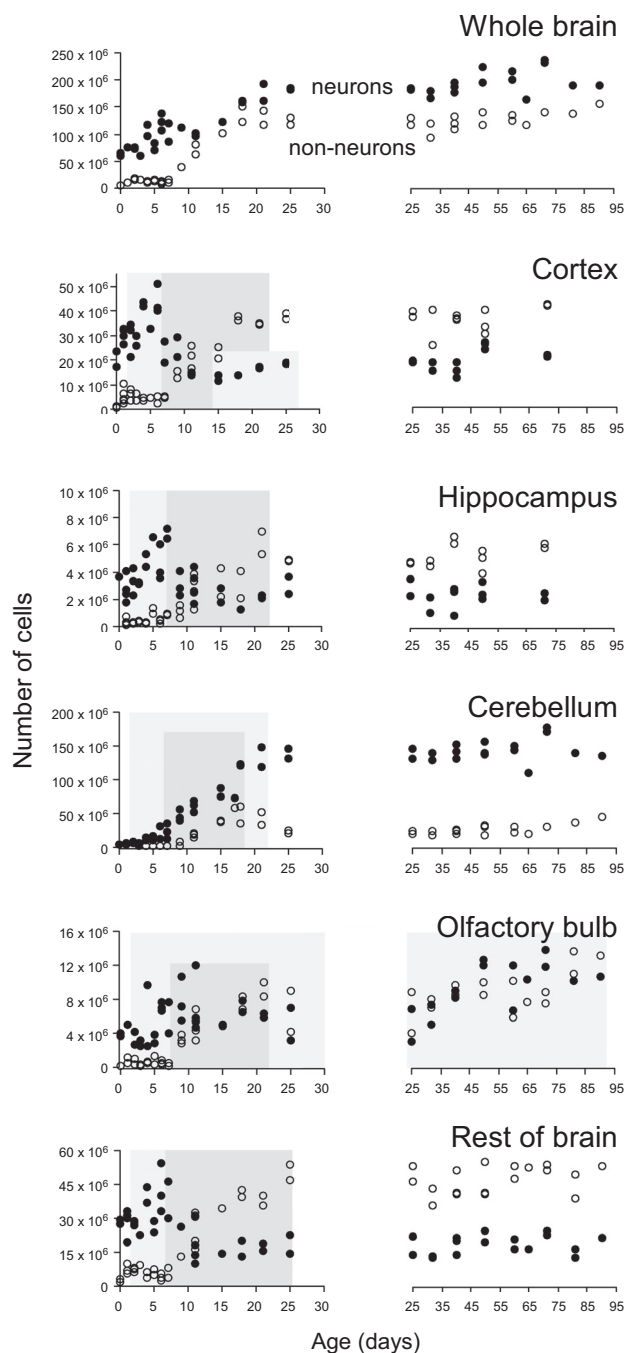 Whole brain
250 x 10⁶
200 x 10⁶
150 x 10⁶
100 x 10⁶
50 x 10⁶
0
neurons
non-neurons
0 5 10 15 20 25 30
25 35 45 55 65 75 85 95
Cortex
50 x 10⁶
40 x 10⁶
30 x 10⁶
20 x 10⁶
10 x 10⁶
0
0 5 10 15 20 25 30
25 35 45 55 65 75 85 95
Hippocampus
10 x 10⁶
8 x 10⁶
6 x 10⁶
4 x 10⁶
2 x 10⁶
0
0 5 10 15 20 25 30
25 35 45 55 65 75 85 95
Number of cells
Cerebellum
200 x 10⁶
150 x 10⁶
100 x 10⁶
50 x 10⁶
0
0 5 10 15 20 25 30
25 35 45 55 65 75 85 95
Olfactory bulb
16 x 10⁶
12 x 10⁶
8 x 10⁶
4 x 10⁶
0
0 5 10 15 20 25 30
25 35 45 55 65 75 85 95
Rest of brain
60 x 10⁶
45 x 10⁶
30 x 10⁶
15 x 10⁶
0
0 5 10 15 20 25 30
25 35 45 55 65 75 85 95
Age (days)